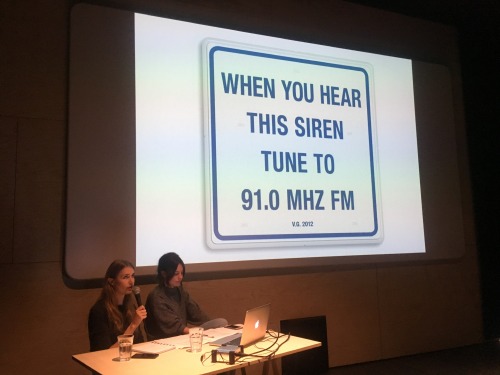 WHEN YOU HEAR
THIS SIREN
TUNE TO
91.0 MHZ FM
V.G. 2012